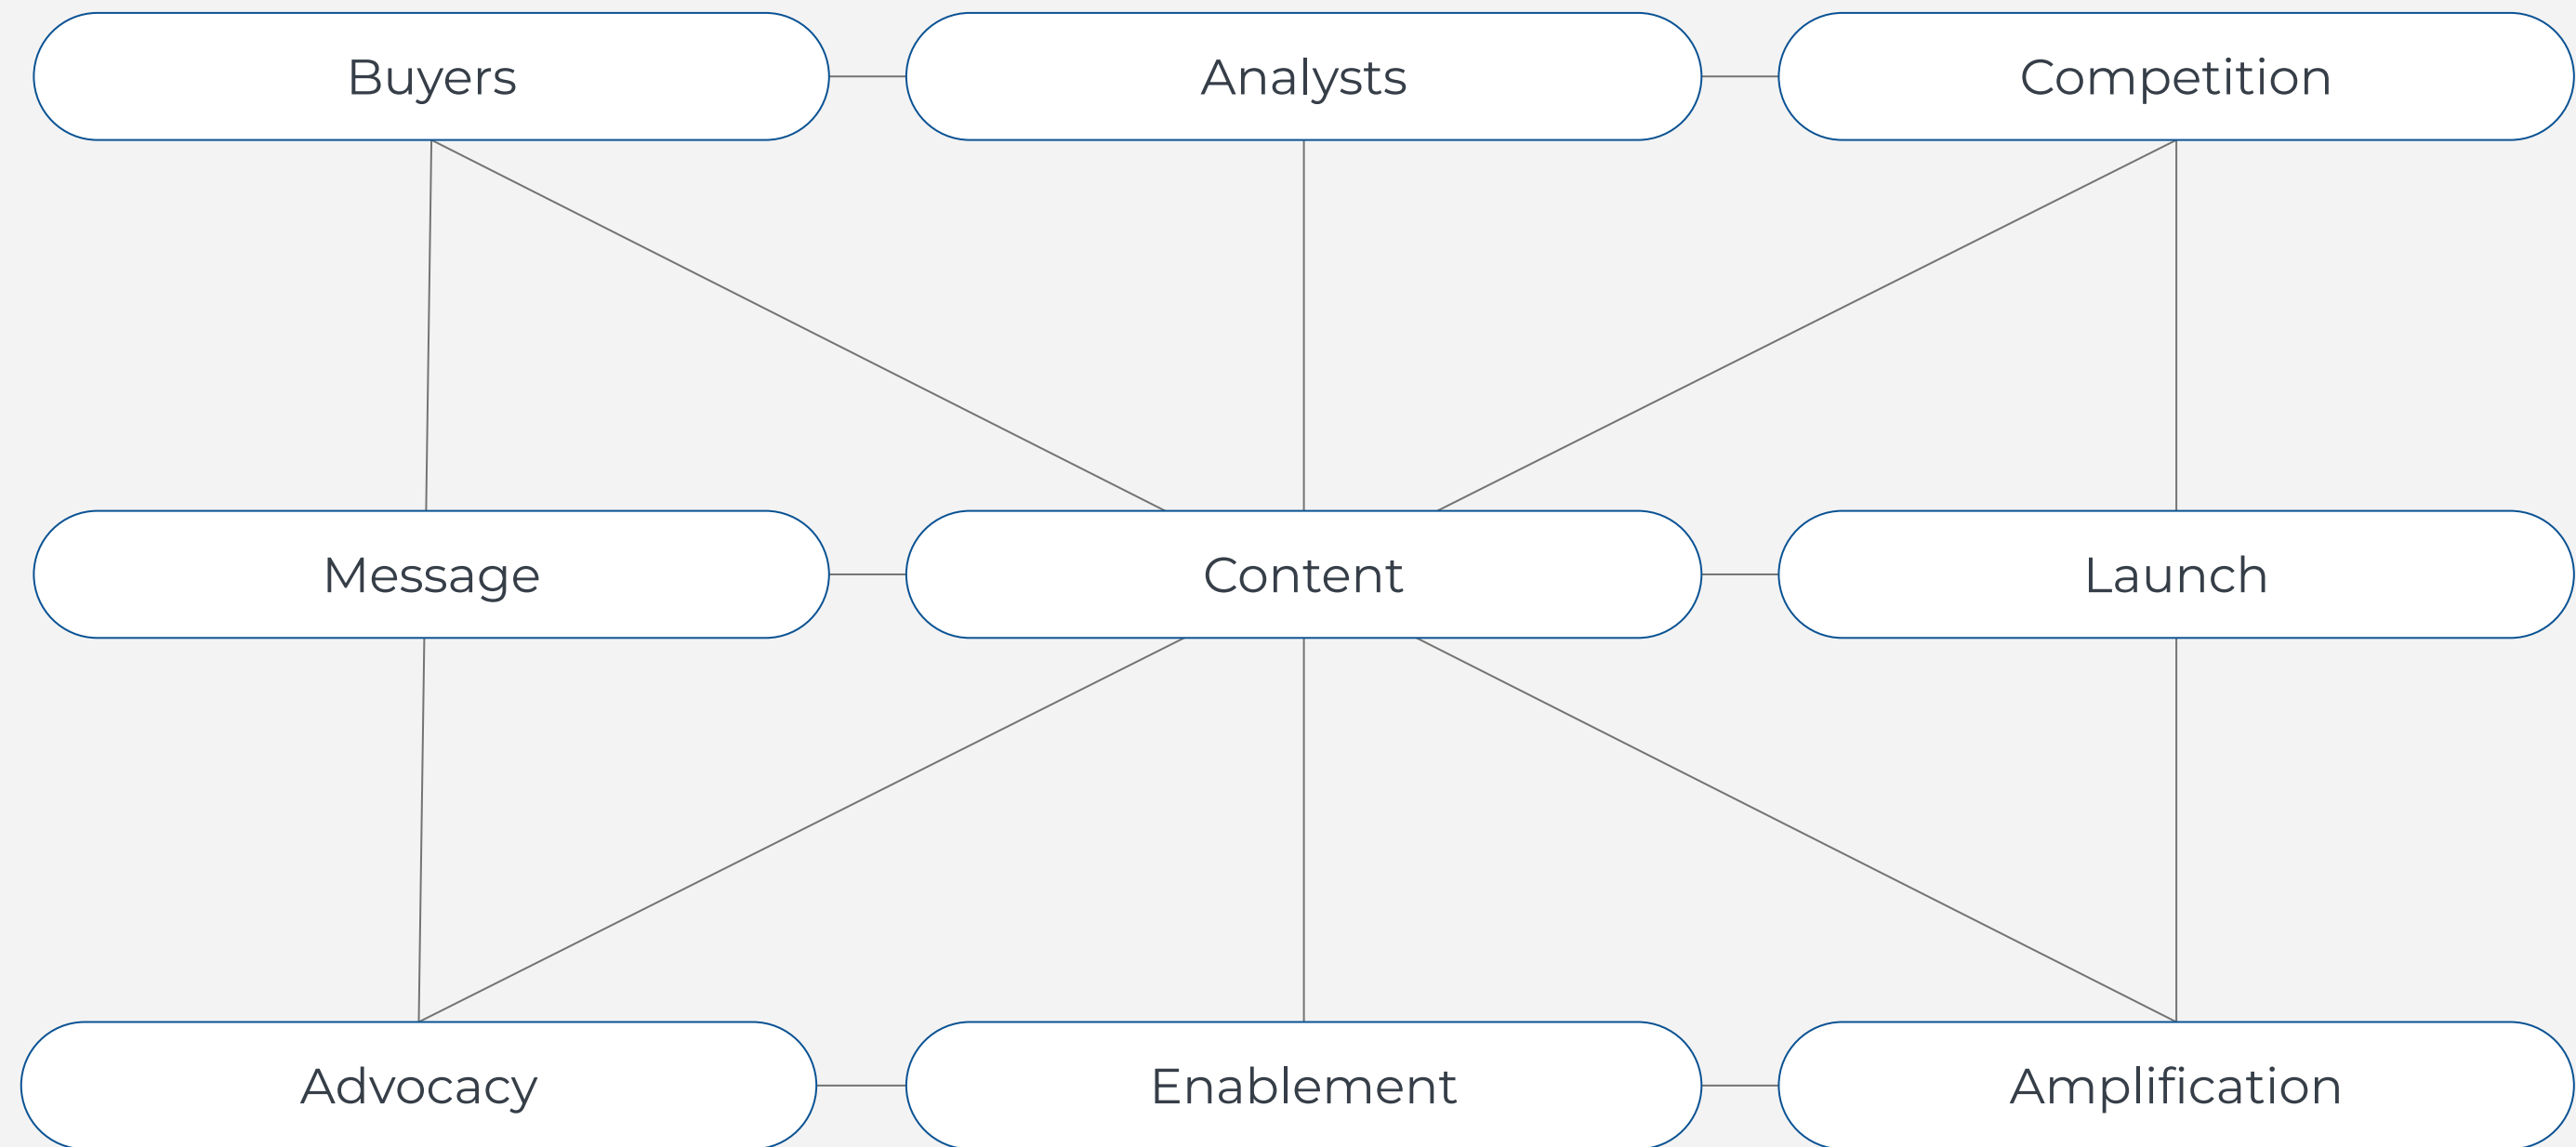 Buyers
Analysts
Competition
Message
Content
Launch
Advocacy
Enablement
Amplification